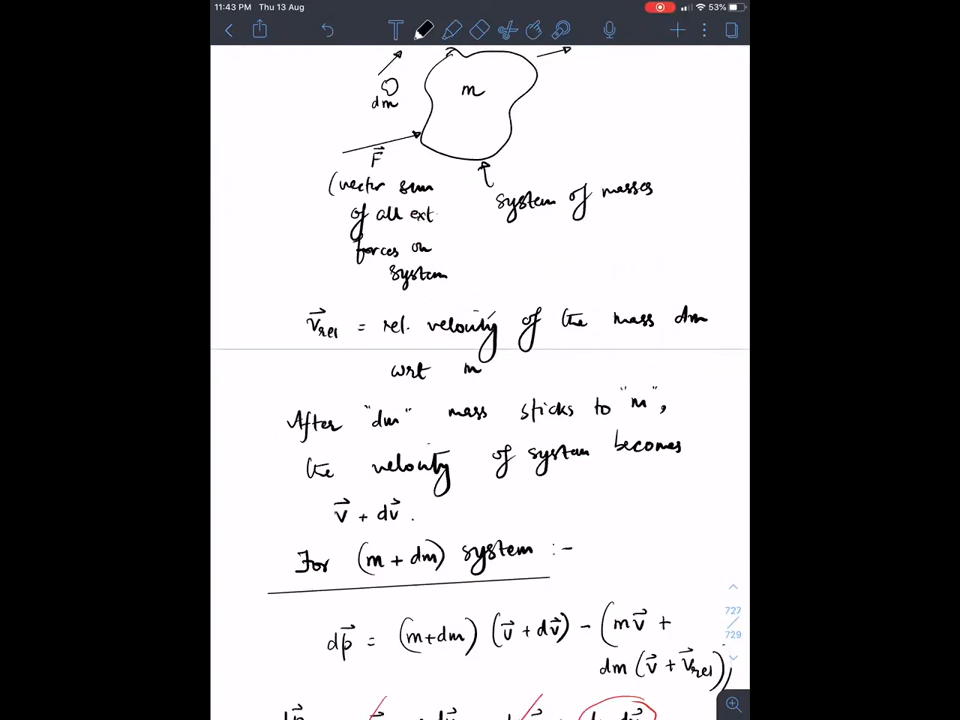 11:43 PM Thu 13 Aug
53%
dm
m
F⃗
(vector sum
of all ext
forces on
system
system of masses
v⃗rel = rel. velocity of the mass dm
wrt m
After "dm" mass sticks to "m",
the velocity of system becomes
v⃗ + dv⃗.
For (m + dm) system :-
dp⃗ = (m+dm) (v⃗ + dv⃗) - (mv⃗ +
dm (v⃗ + v⃗rel))
727
/
729